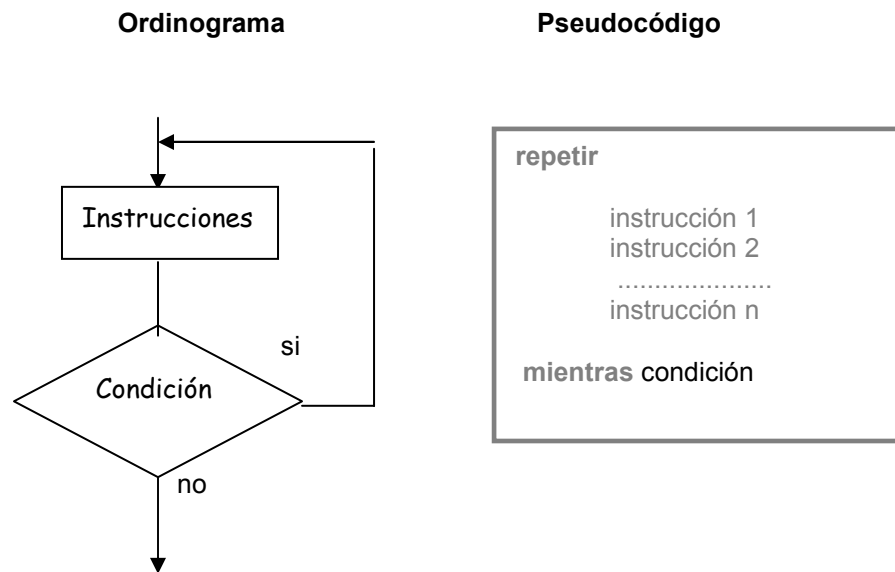 Ordinograma
Pseudocódigo
Instrucciones
si
Condición
no
repetir
instrucción 1
instrucción 2
.....................
instrucción n
mientras condición